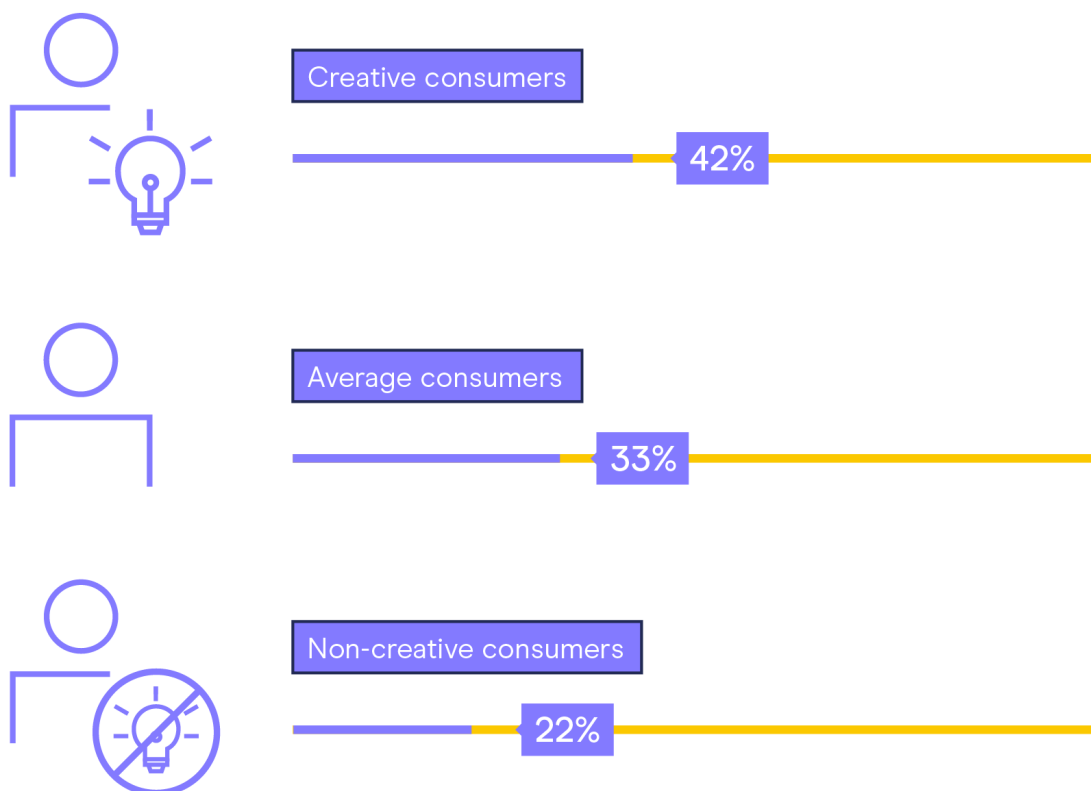 Creative consumers
42%
Average consumers
33%
Non-creative consumers
22%